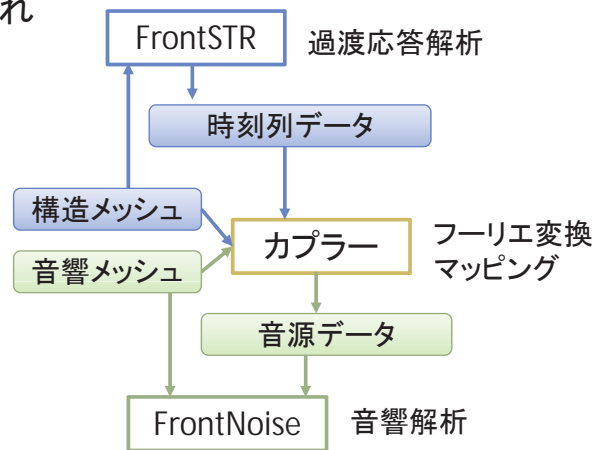 れ
FrontSTR
過渡応答解析
時刻列データ
構造メッシュ
音響メッシュ
カプラー
フーリエ変換
マッピング
音源データ
FrontNoise
音響解析